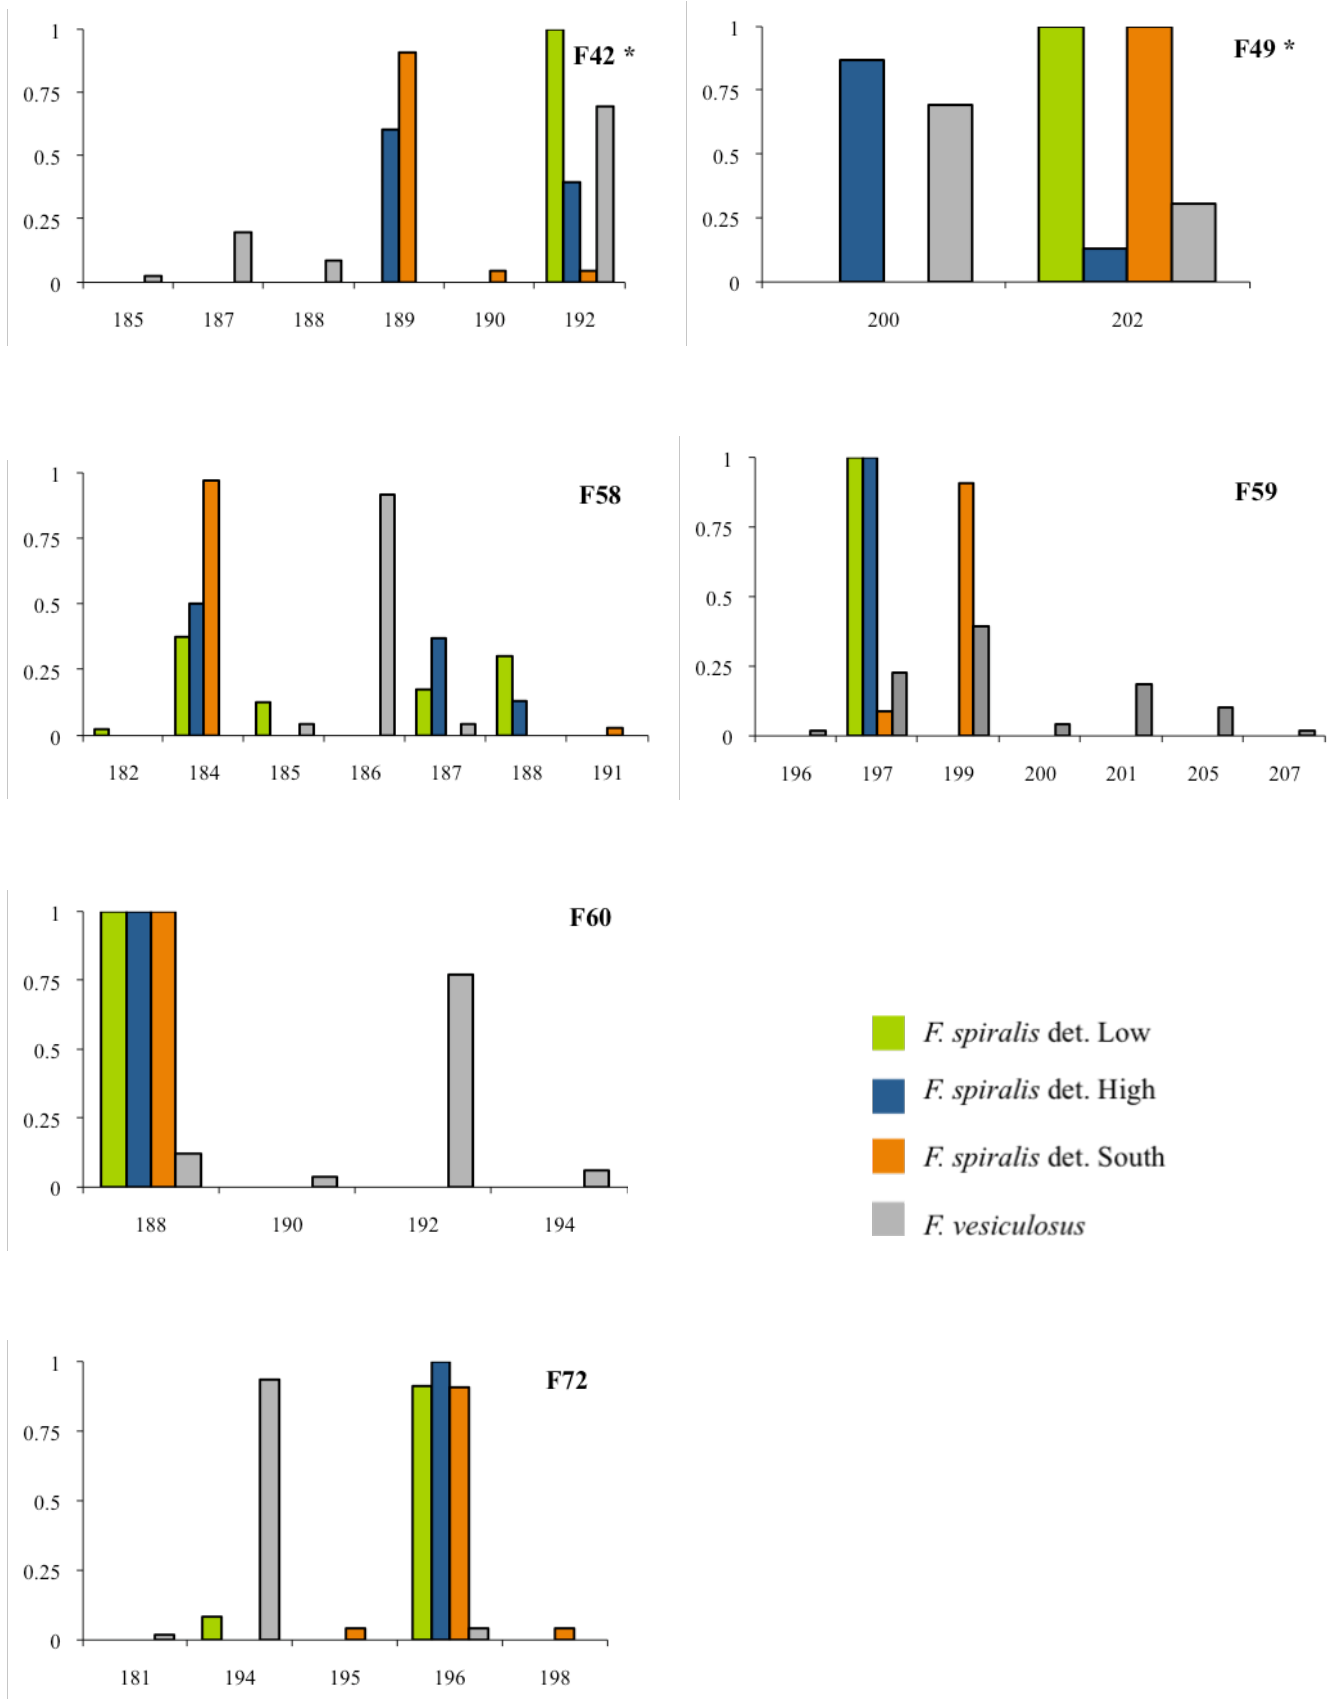 F42 *
1
0.75
0.5
0.25
0
185 187 188 189 190 192
F49 *
1
0.75
0.5
0.25
0
200 202
F58
1
0.75
0.5
0.25
0
182 184 185 186 187 188 191
F59
1
0.75
0.5
0.25
0
196 197 199 200 201 205 207
F60
1
0.75
0.5
0.25
0
188 190 192 194
F. spiralis det. Low
F. spiralis det. High
F. spiralis det. South
F. vesiculosus
F72
1
0.75
0.5
0.25
0
181 194 195 196 198